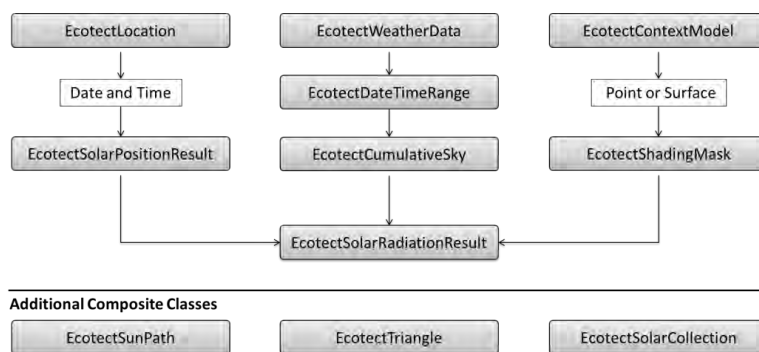 EcotectLocation
EcotectWeatherData
EcotectContextModel
Date and Time
EcotectDateTimeRange
Point or Surface
EcotectSolarPositionResult
EcotectCumulativeSky
EcotectShadingMask
EcotectSolarRadiationResult
Additional Composite Classes
EcotectSunPath
EcotectTriangle
EcotectSolarCollection